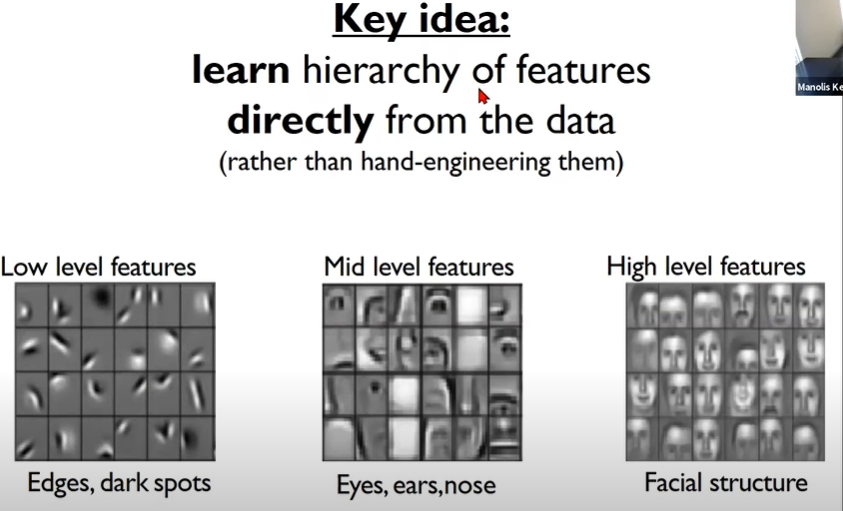 Key idea:
learn hierarchy of features
directly from the data
(rather than hand-engineering them)
Manolis Ke
Low level features
Mid level features
High level features
Edges, dark spots
Eyes, ears,nose
Facial structure